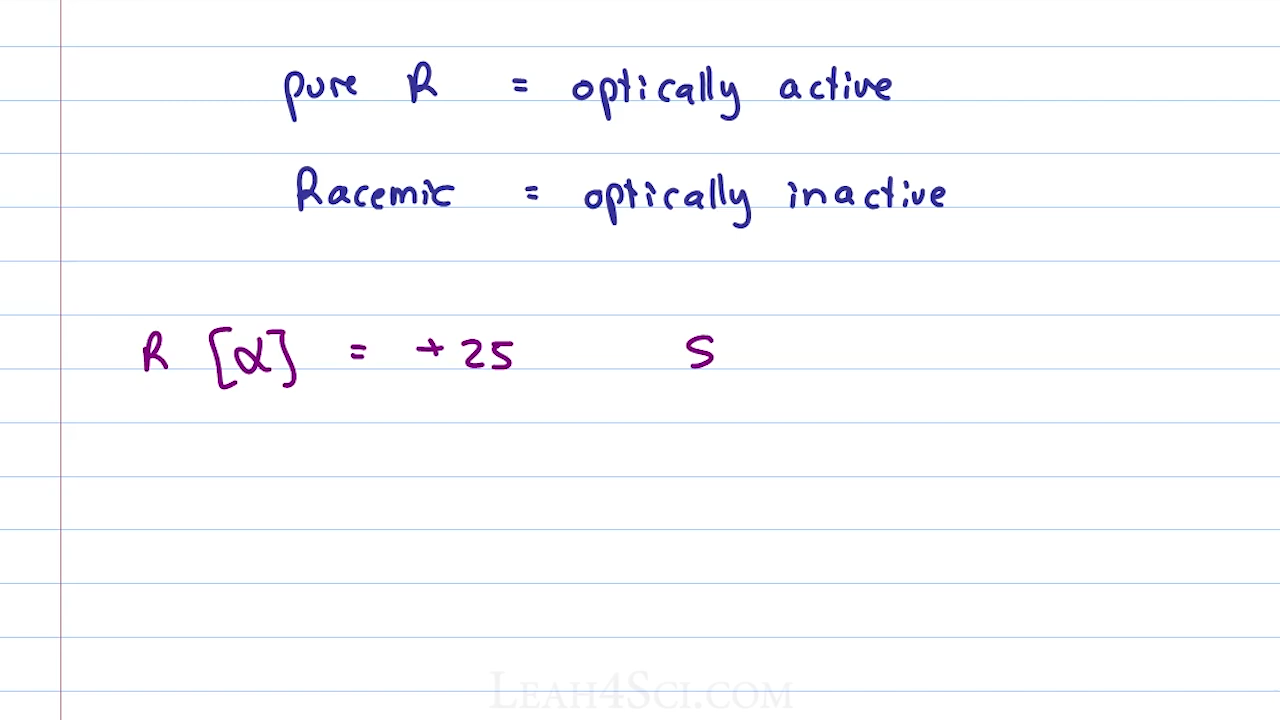 pure R = optically active
Racemic = optically inactive
R [α] = +25 S
Leah4Sci.com